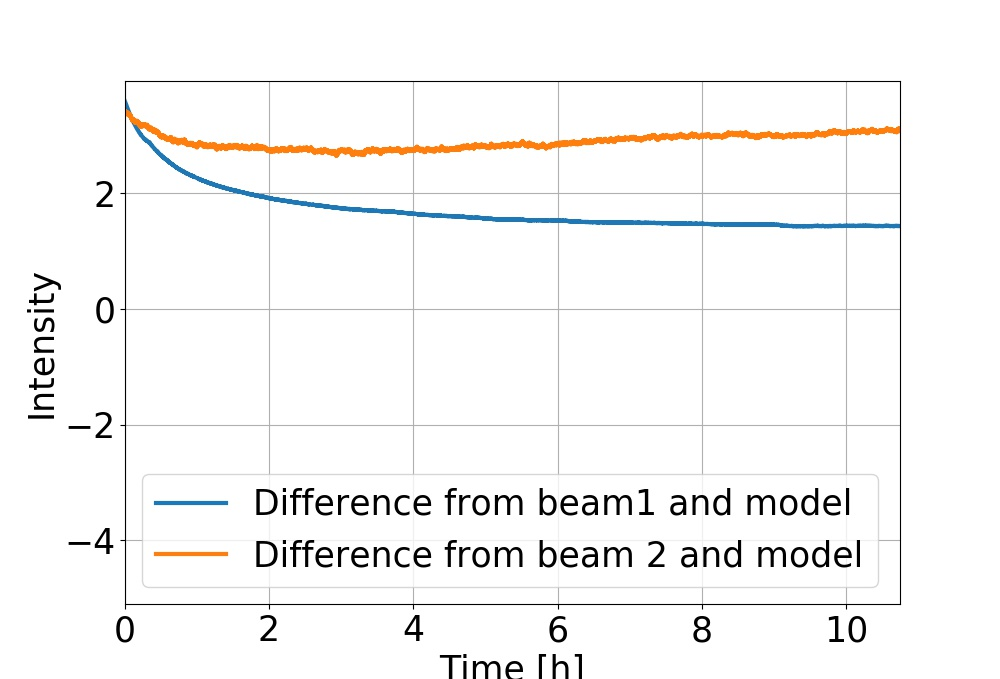 Intensity
2
0
−2
−4
Difference from beam1 and model
Difference from beam 2 and model
0 2 4 6 8 10
Time [h]